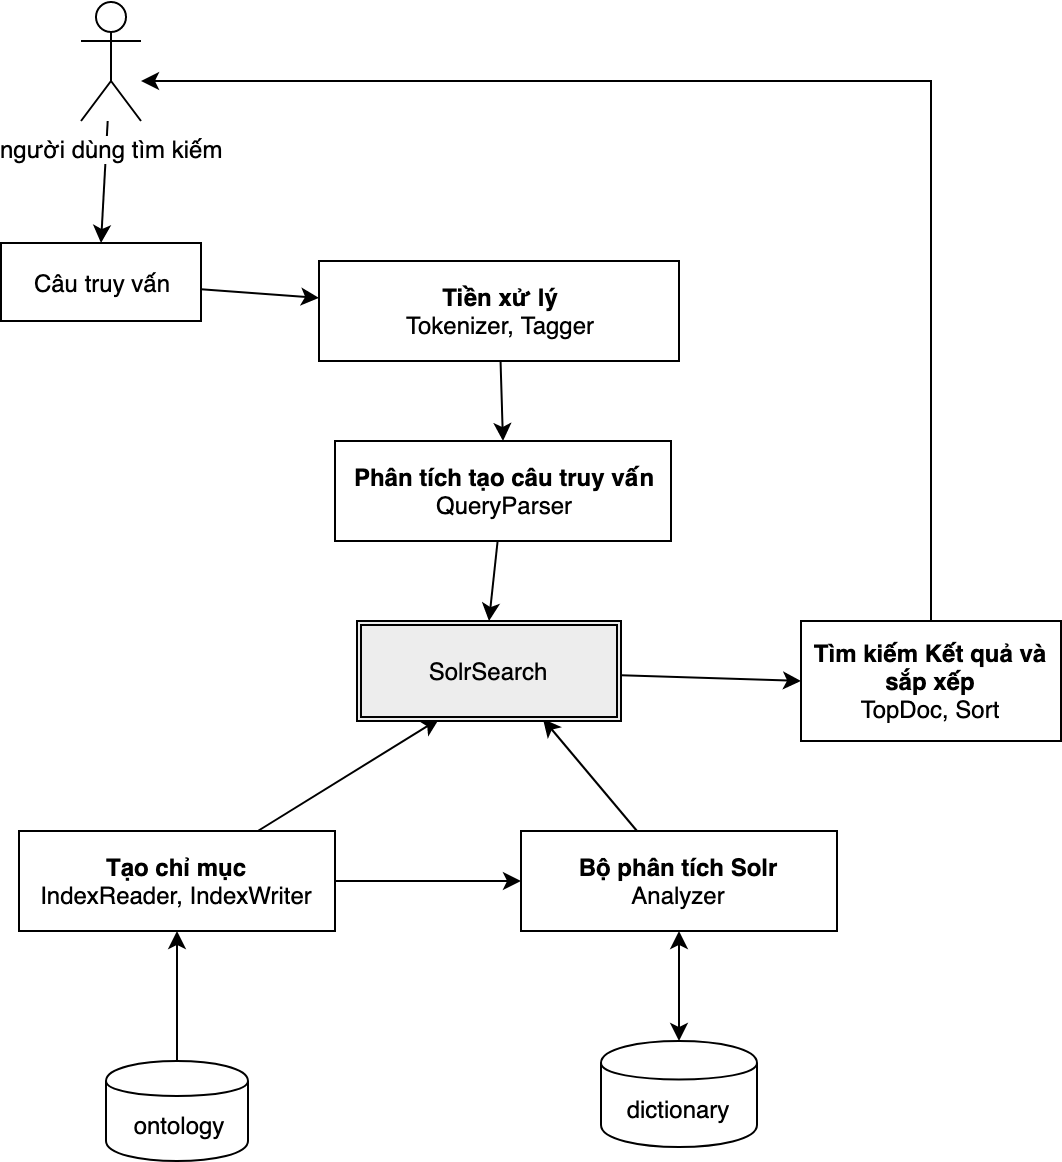 người dùng tìm kiếm
Câu truy vấn
Tiền xử lý
Tokenizer, Tagger
Phân tích tạo câu truy vấn
QueryParser
SolrSearch
Tìm kiếm Kết quả và
sắp xếp
TopDoc, Sort
Tạo chỉ mục
IndexReader, IndexWriter
Bộ phân tích Solr
Analyzer
ontology
dictionary